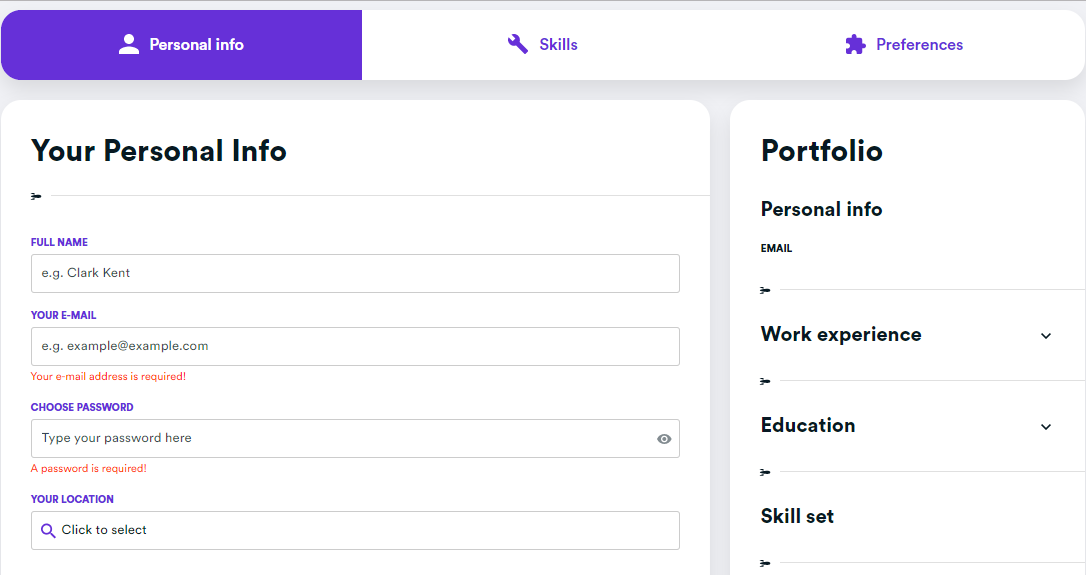 Personal info
Skills
Preferences
Your Personal Info
FULL NAME
e.g. Clark Kent
YOUR E-MAIL
e.g. example@example.com
Your e-mail address is required!
CHOOSE PASSWORD
Type your password here
A password is required!
YOUR LOCATION
Click to select
Portfolio
Personal info
EMAIL
Work experience
Education
Skill set